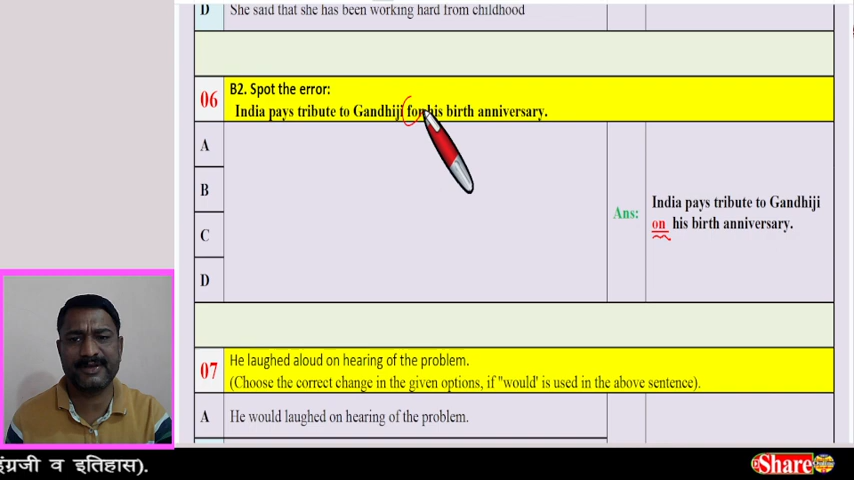 D She said that she has been working hard from childhood
06 B2. Spot the error:
India pays tribute to Gandhiji for his birth anniversary.
A
B
C
D
Ans:
India pays tribute to Gandhiji
on his birth anniversary.
07 He laughed aloud on hearing of the problem.
(Choose the correct change in the given options, if "would' is used in the above sentence).
A He would laughed on hearing of the problem.
इंग्रजी व इतिहास).
Share